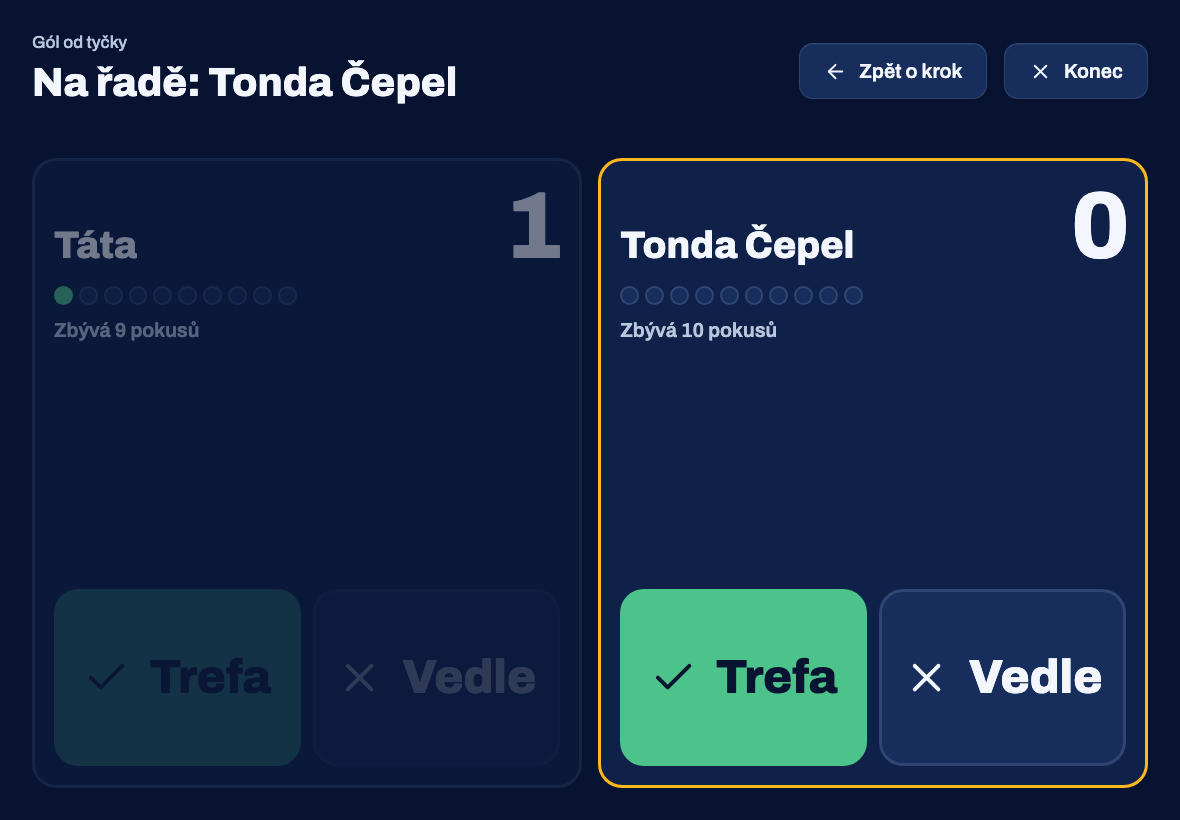 Gól od tyčky
Na řadě: Tonda Čepel
Zpět o krok
Konec
Táta
1
Zbývá 9 pokusů
Trefa
Vedle
Tonda Čepel
0
Zbývá 10 pokusů
Trefa
Vedle